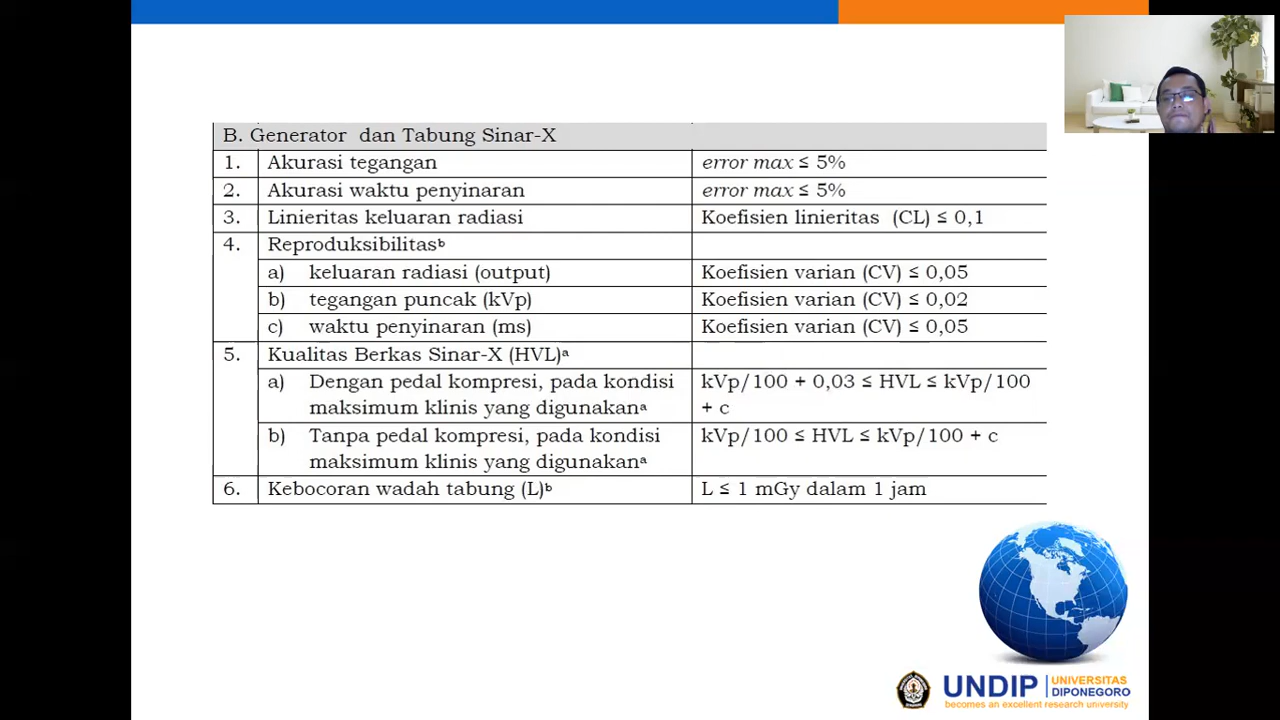 B. Generator dan Tabung Sinar-X
1. Akurasi tegangan error max ≤ 5%
2. Akurasi waktu penyinaran error max ≤ 5%
3. Linieritas keluaran radiasi Koefisien linieritas (CL) ≤ 0,1
4. Reproduksibilitasᵇ
a) keluaran radiasi (output) Koefisien varian (CV) ≤ 0,05
b) tegangan puncak (kVp) Koefisien varian (CV) ≤ 0,02
c) waktu penyinaran (ms) Koefisien varian (CV) ≤ 0,05
5. Kualitas Berkas Sinar-X (HVL)ᵃ
a) Dengan pedal kompresi, pada kondisi kVp/100 + 0,03 ≤ HVL ≤ kVp/100
maksimum klinis yang digunakanᵃ + c
b) Tanpa pedal kompresi, pada kondisi kVp/100 ≤ HVL ≤ kVp/100 + c
maksimum klinis yang digunakanᵃ
6. Kebocoran wadah tabung (L)ᵇ L ≤ 1 mGy dalam 1 jam
UNDIP UNIVERSITAS
DIPONEGORO
becomes an excellent research university